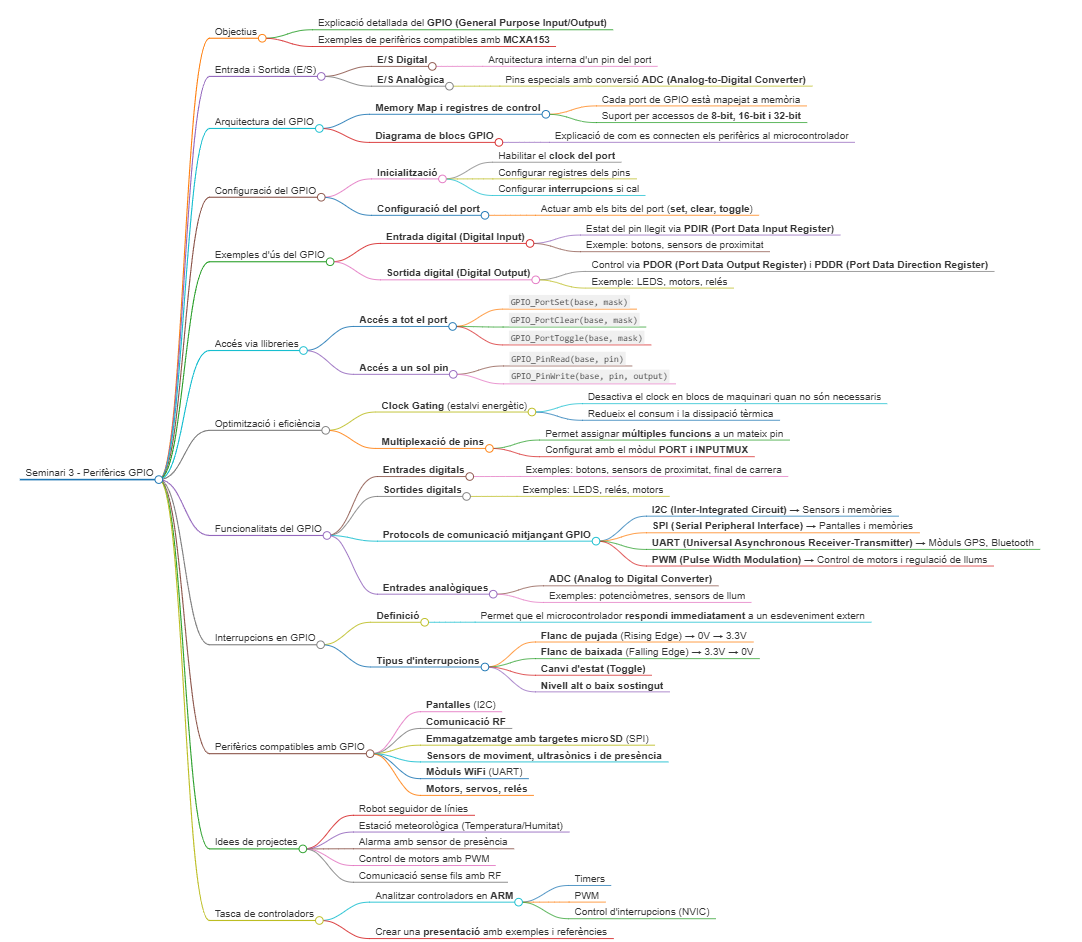 Seminari 3 - Perifèrics GPIO
Objectius
Explicació detallada del GPIO (General Purpose Input/Output)
Exemples de perifèrics compatibles amb MCXA153
Entrada i Sortida (E/S)
E/S Digital
Arquitectura interna d'un pin del port
E/S Analògica
Pins especials amb conversió ADC (Analog-to-Digital Converter)
Arquitectura del GPIO
Memory Map i registres de control
Cada port de GPIO està mapejat a memòria
Suport per accessos de 8-bit, 16-bit i 32-bit
Diagrama de blocs GPIO
Explicació de com es connecten els perifèrics al microcontrolador
Configuració del GPIO
Inicialització
Habilitar el clock del port
Configurar registres dels pins
Configurar interrupcions si cal
Configuració del port
Actuar amb els bits del port (set, clear, toggle)
Exemples d'ús del GPIO
Entrada digital (Digital Input)
Estat del pin llegit via PDIR (Port Data Input Register)
Exemple: botons, sensors de proximitat
Sortida digital (Digital Output)
Control via PDOR (Port Data Output Register) i PDDR (Port Data Direction Register)
Exemple: LEDS, motors, relés
Accés via llibreries
Accés a tot el port
GPIO_PortSet(base, mask)
GPIO_PortClear(base, mask)
GPIO_PortToggle(base, mask)
Accés a un sol pin
GPIO_PinRead(base, pin)
GPIO_PinWrite(base, pin, output)
Optimització i eficiència
Clock Gating (estalvi energètic)
Desactiva el clock en blocs de maquinari quan no són necessaris
Redueix el consum i la dissipació tèrmica
Multiplexació de pins
Permet assignar múltiples funcions a un mateix pin
Configurat amb el mòdul PORT i INPUTMUX
Funcionalitats del GPIO
Entrades digitals
Exemples: botons, sensors de proximitat, final de carrera
Sortides digitals
Exemples: LEDS, relés, motors
Protocols de comunicació mitjançant GPIO
I2C (Inter-Integrated Circuit) → Sensors i memòries
SPI (Serial Peripheral Interface) → Pantalles i memòries
UART (Universal Asynchronous Receiver-Transmitter) → Mòduls GPS, Bluetooth
PWM (Pulse Width Modulation) → Control de motors i regulació de llums
Entrades analògiques
ADC (Analog to Digital Converter)
Exemples: potenciòmetres, sensors de llum
Interrupcions en GPIO
Definició
Permet que el microcontrolador respondi immediatament a un esdeveniment extern
Tipus d'interrupcions
Flanc de pujada (Rising Edge) → 0V → 3.3V
Flanc de baixada (Falling Edge) → 3.3V → 0V
Canvi d'estat (Toggle)
Nivell alt o baix sostingut
Perifèrics compatibles amb GPIO
Pantalles (I2C)
Comunicació RF
Emmagatzematge amb targetes microSD (SPI)
Sensors de moviment, ultrasònics i de presència
Mòduls WiFi (UART)
Motors, servos, relés
Idees de projectes
Robot seguidor de línies
Estació meteorològica (Temperatura/Humitat)
Alarma amb sensor de presència
Control de motors amb PWM
Comunicació sense fils amb RF
Tasca de controladors
Analitzar controladors en ARM
Timers
PWM
Control d'interrupcions (NVIC)
Crear una presentació amb exemples i referències